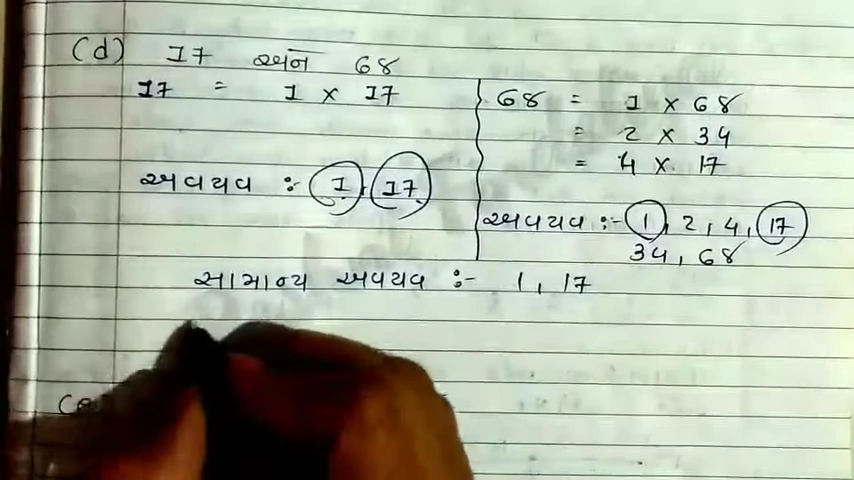 (d) 17 અને 68
17 = 1 x 17
અવયવ :- 1, 17
68 = 1 x 68
= 2 x 34
= 4 x 17
અવયવ :- 1, 2, 4, 17
34, 68
સામાન્ય અવયવ :- 1, 17